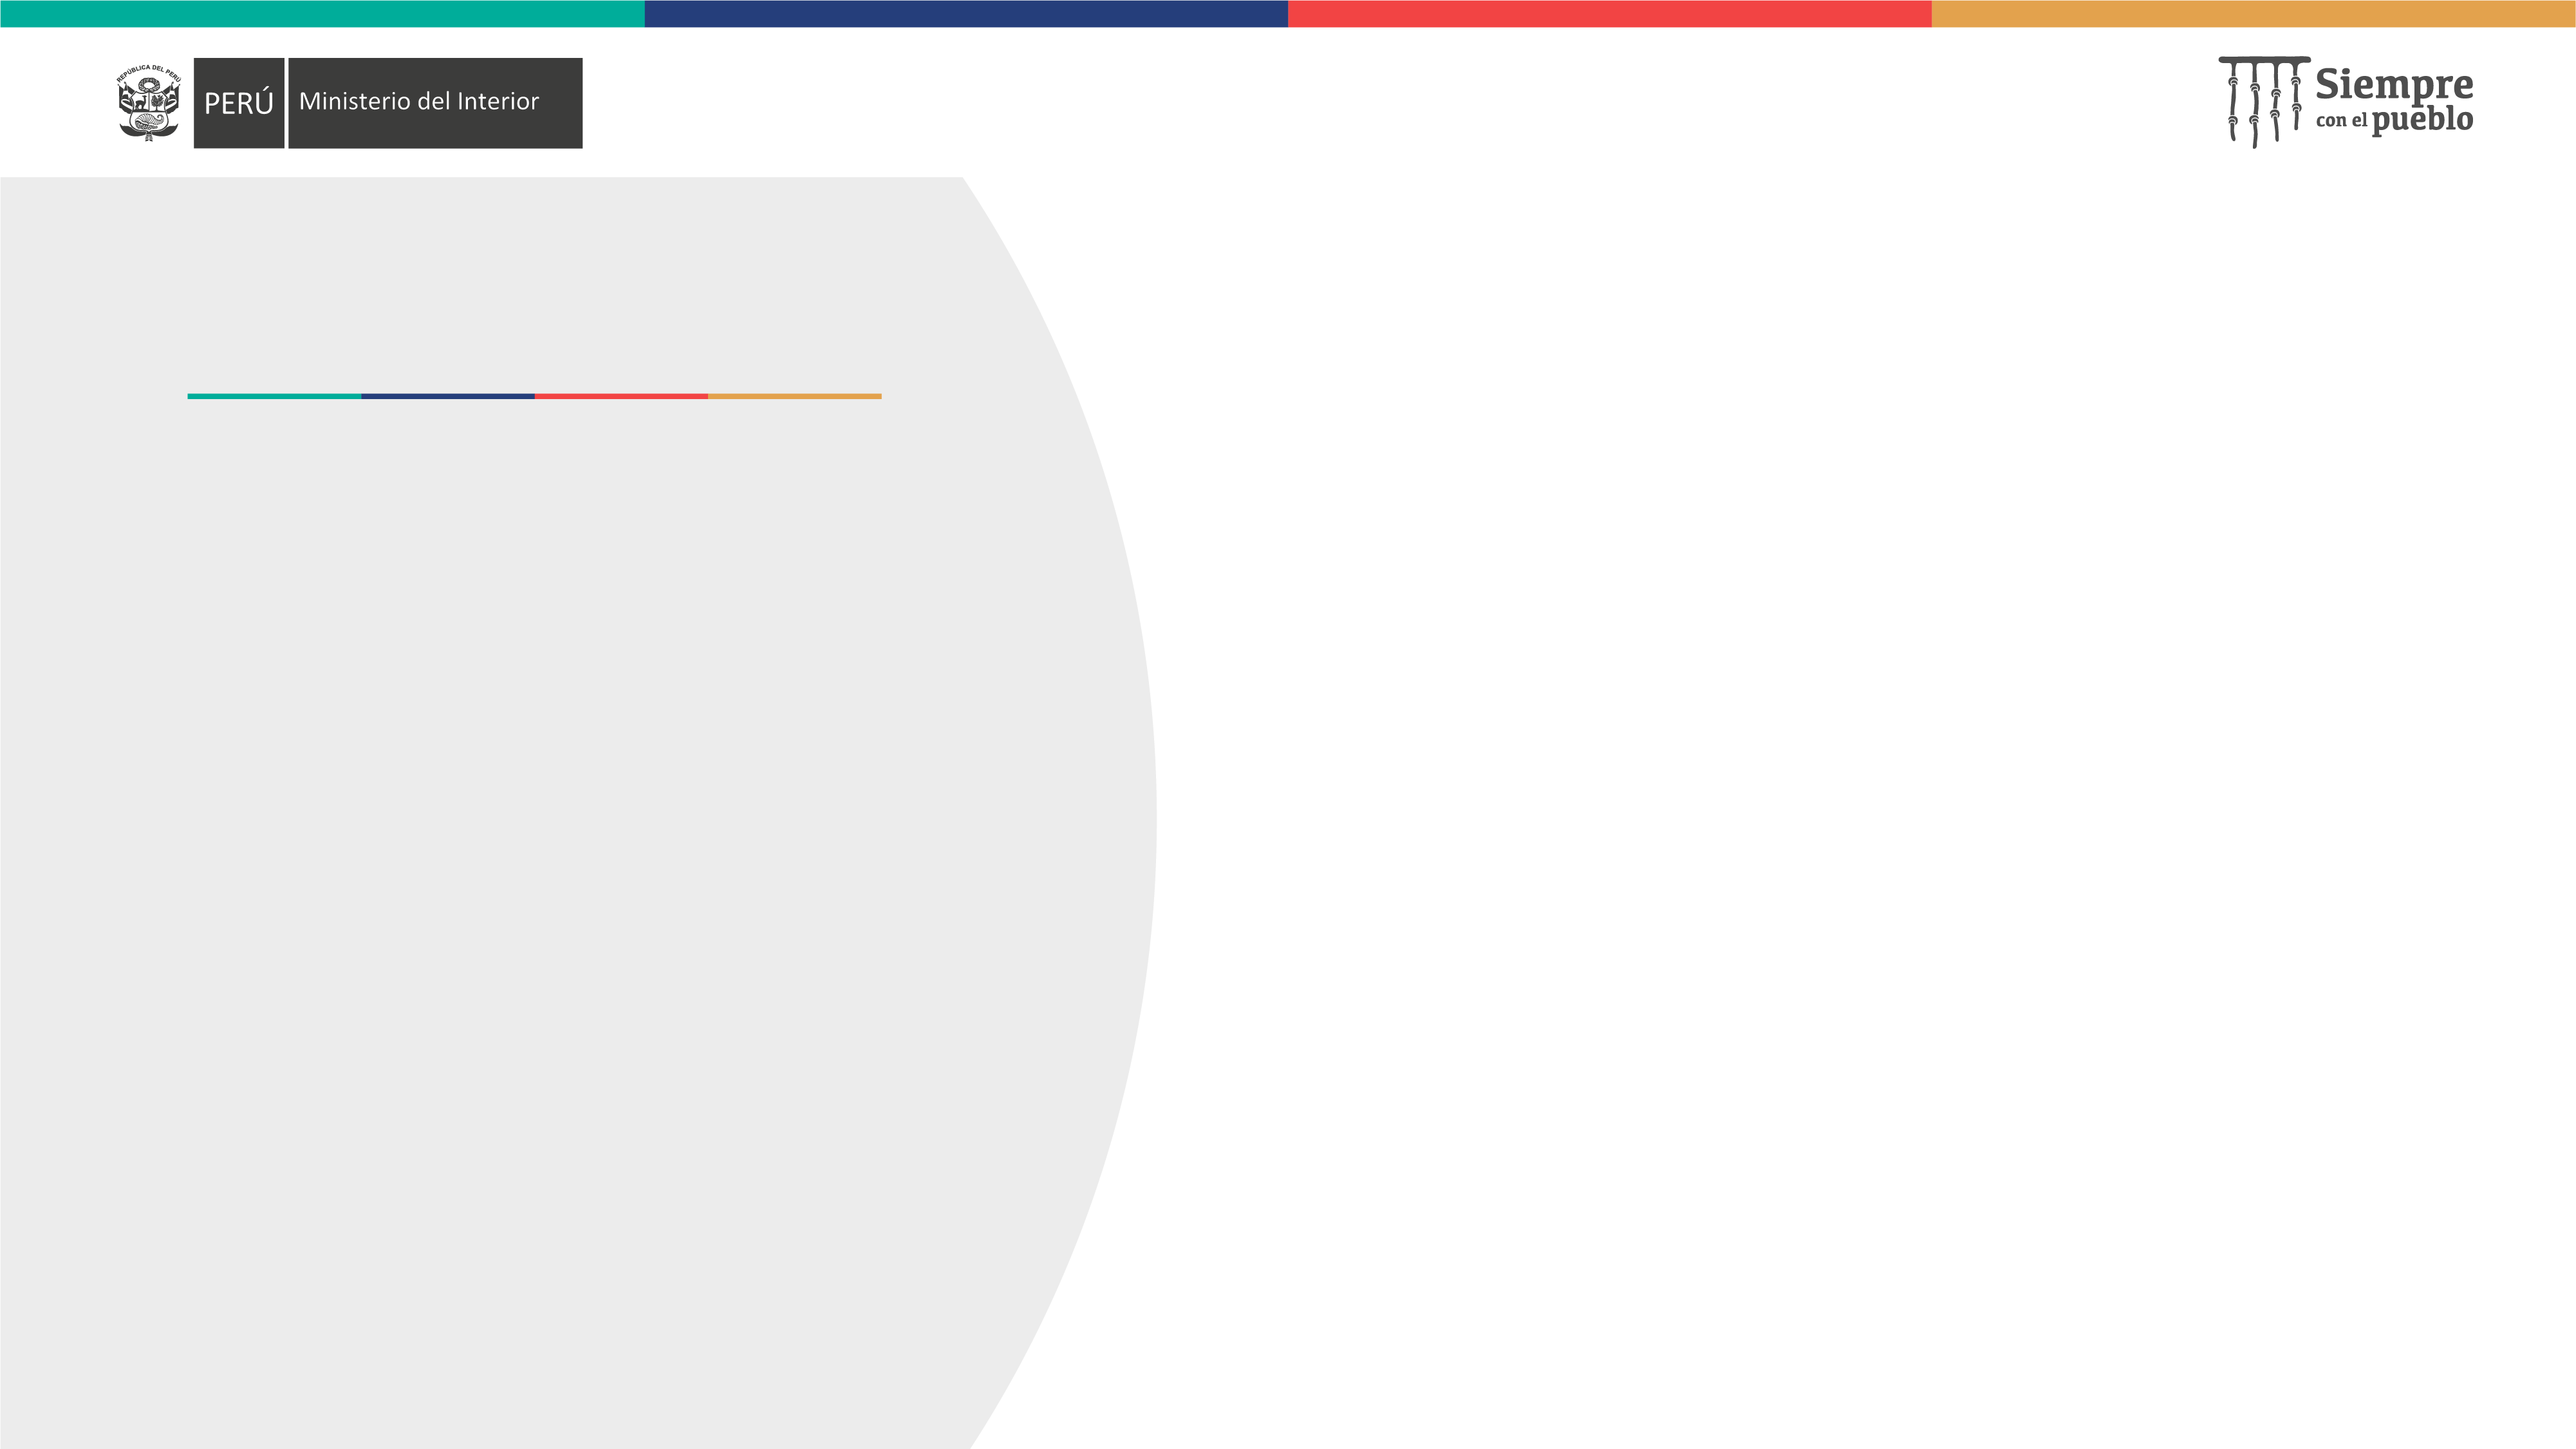 REPÚBLICA DEL PERÚ
PERÚ
Ministerio del Interior
Siempre
con el pueblo